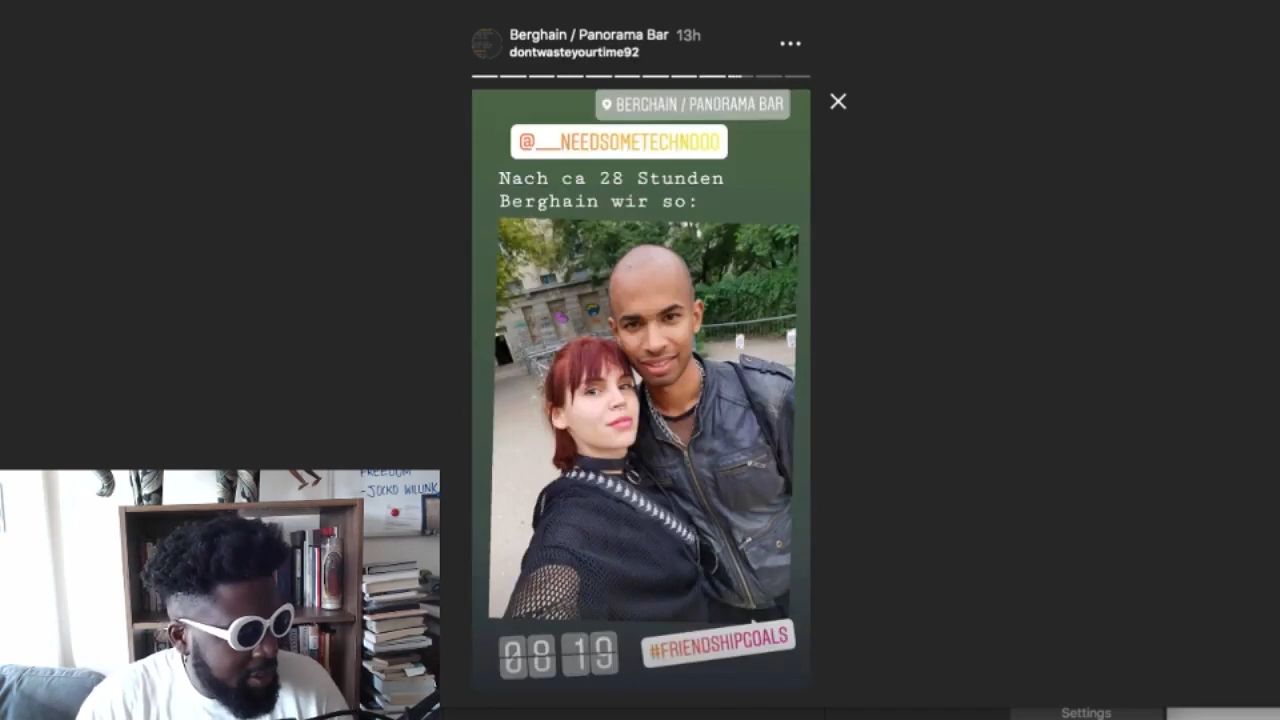 Berghain / Panorama Bar 13h
dontwasteyourtime92
BERGHAIN / PANORAMA BAR
@___NEEDSOMETECHNOOO
Nach ca 28 Stunden
Berghain wir so:
08 19
#FRIENDSHIPGOALS
FREEDOM
-JOCKO WILLINK
Settings